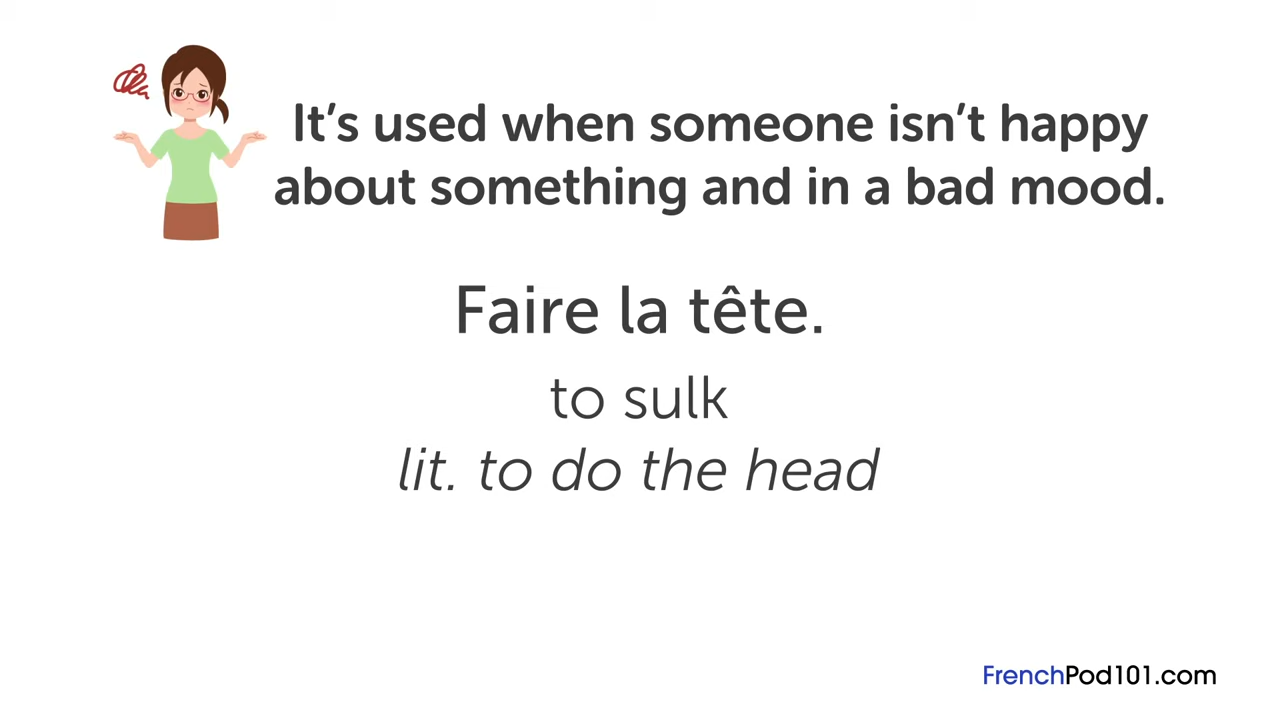 It's used when someone isn't happy
about something and in a bad mood.
Faire la tête.
to sulk
lit. to do the head
FrenchPod101.com